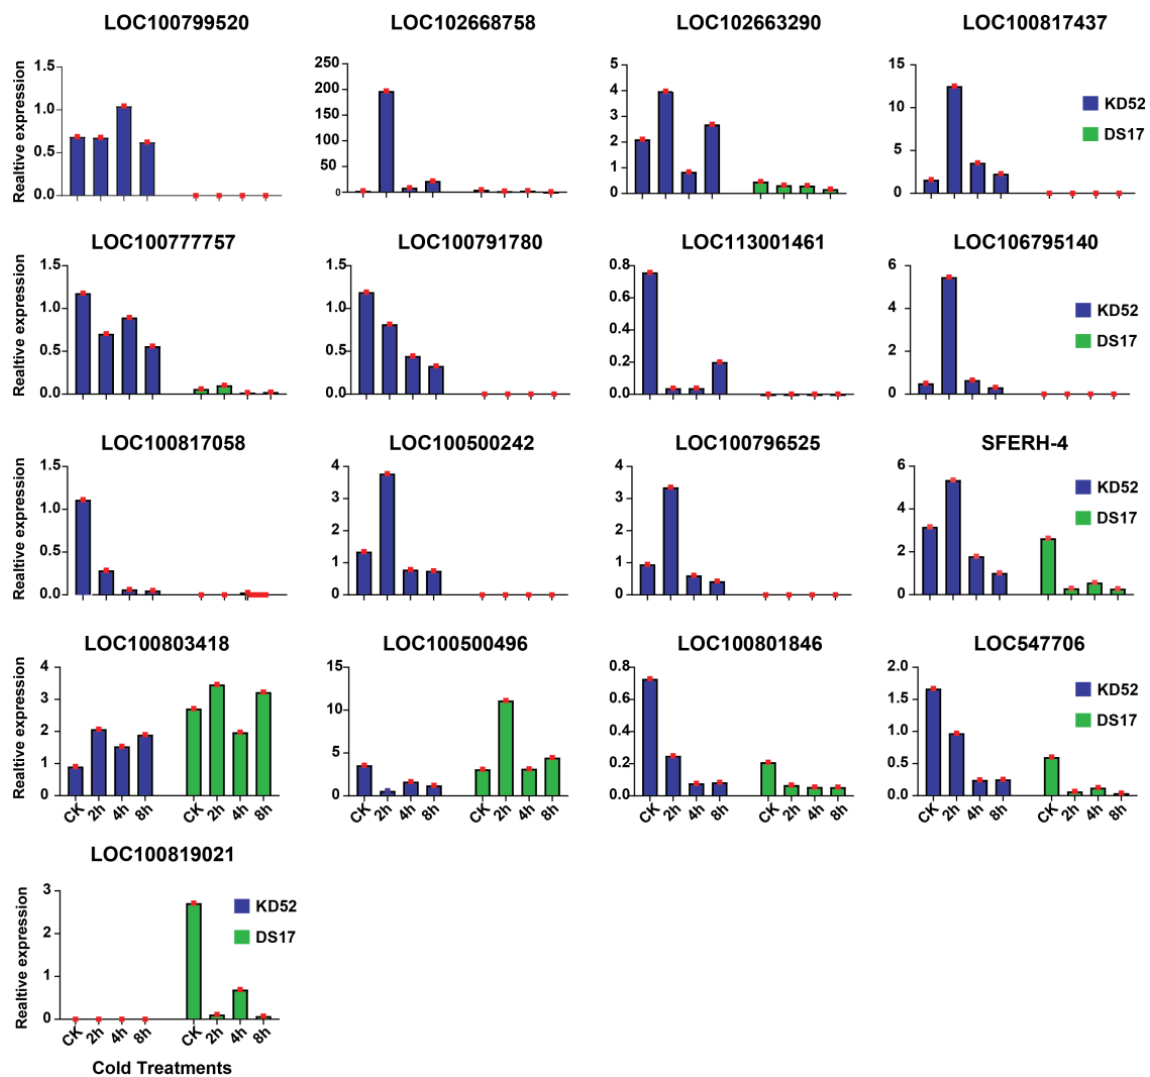 LOC100799520 LOC102668758 LOC102663290 LOC100817437
Realtive expression
1.5 1.0 0.5 0.0
250 200 150 100 50 0
5 4 3 2 1 0
15 10 5 0
KD52
DS17
LOC100777757 LOC100791780 LOC113001461 LOC106795140
Realtive expression
1.5 1.0 0.5 0.0
1.5 1.0 0.5 0.0
0.8 0.6 0.4 0.2 0.0
6 4 2 0
KD52
DS17
LOC100817058 LOC100500242 LOC100796525 SFERH-4
Realtive expression
1.5 1.0 0.5 0.0
4 3 2 1 0
4 3 2 1 0
6 4 2 0
KD52
DS17
LOC100803418 LOC100500496 LOC100801846 LOC547706
Realtive expression
4 3 2 1 0
15 10 5 0
0.8 0.6 0.4 0.2 0.0
2.0 1.5 1.0 0.5 0.0
KD52
DS17
CK 2h 4h 8h CK 2h 4h 8h
CK 2h 4h 8h CK 2h 4h 8h
CK 2h 4h 8h CK 2h 4h 8h
CK 2h 4h 8h CK 2h 4h 8h
LOC100819021
Realtive expression
3 2 1 0
KD52
DS17
CK 2h 4h 8h CK 2h 4h 8h
Cold Treatments